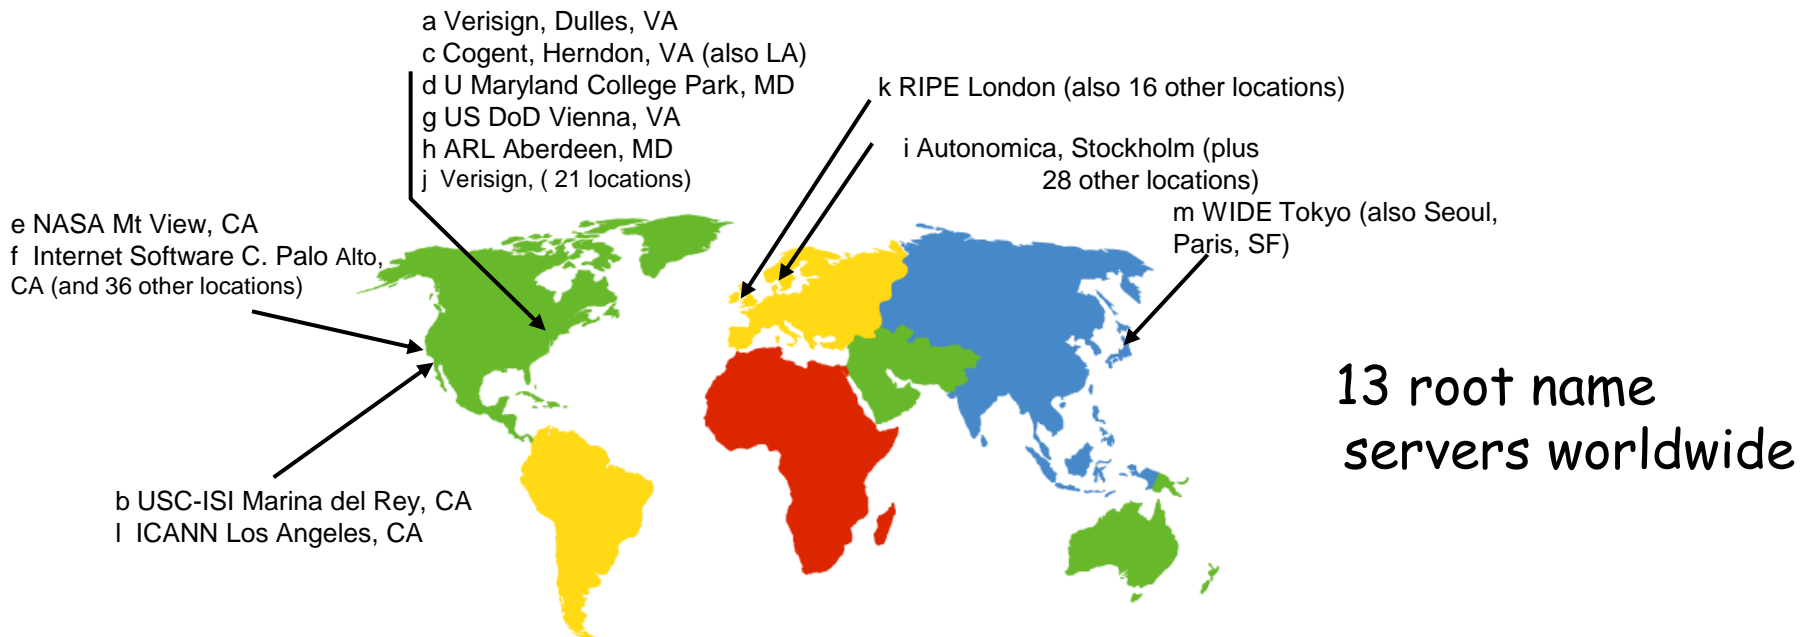 a Verisign, Dulles, VA
c Cogent, Herndon, VA (also LA)
d U Maryland College Park, MD
g US DoD Vienna, VA
h ARL Aberdeen, MD
j Verisign, ( 21 locations)
k RIPE London (also 16 other locations)
i Autonomica, Stockholm (plus
28 other locations)
m WIDE Tokyo (also Seoul,
Paris, SF)
e NASA Mt View, CA
f Internet Software C. Palo Alto,
CA (and 36 other locations)
13 root name
servers worldwide
b USC-ISI Marina del Rey, CA
l ICANN Los Angeles, CA